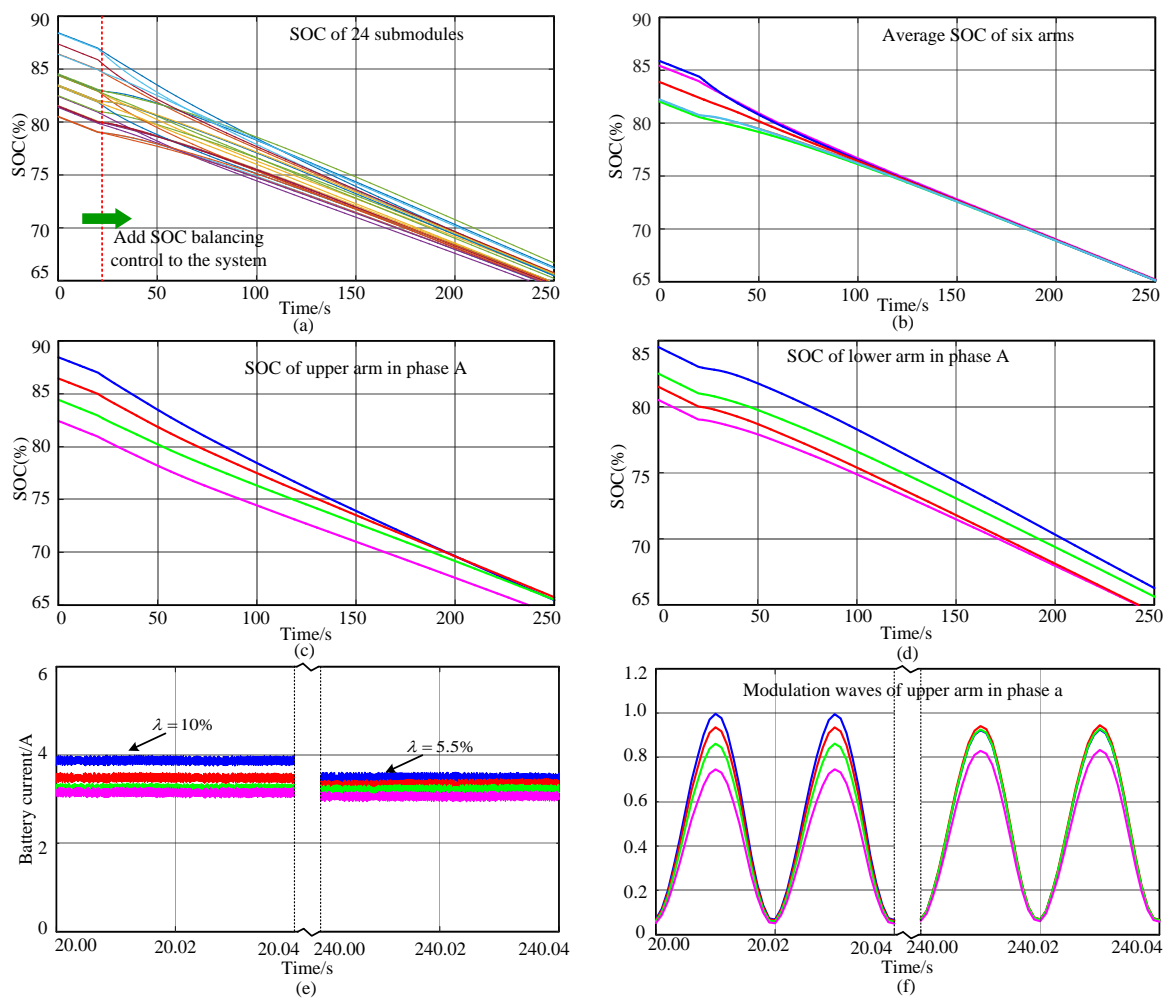 SOC of 24 submodules
90
85
80
75
70
65
SOC(%)
Add SOC balancing
control to the system
0 50 100 150 200 250
Time/s
(a)
Average SOC of six arms
90
85
80
75
70
65
SOC(%)
0 50 100 150 200 250
Time/s
(b)
SOC of upper arm in phase A
90
85
80
75
70
65
SOC(%)
0 50 100 150 200 250
Time/s
(c)
SOC of lower arm in phase A
85
80
75
70
65
SOC(%)
0 50 100 150 200 250
Time/s
(d)
6
4
2
0
Battery current/A
λ=10%
λ=5.5%
20.00 20.02 20.04 240.00 240.02 240.04
Time/s
(e)
Modulation waves of upper arm in phase a
1.2
1.0
0.8
0.6
0.4
0.2
0
20.00 20.02 20.04 240.00 240.02 240.04
Time/s
(f)